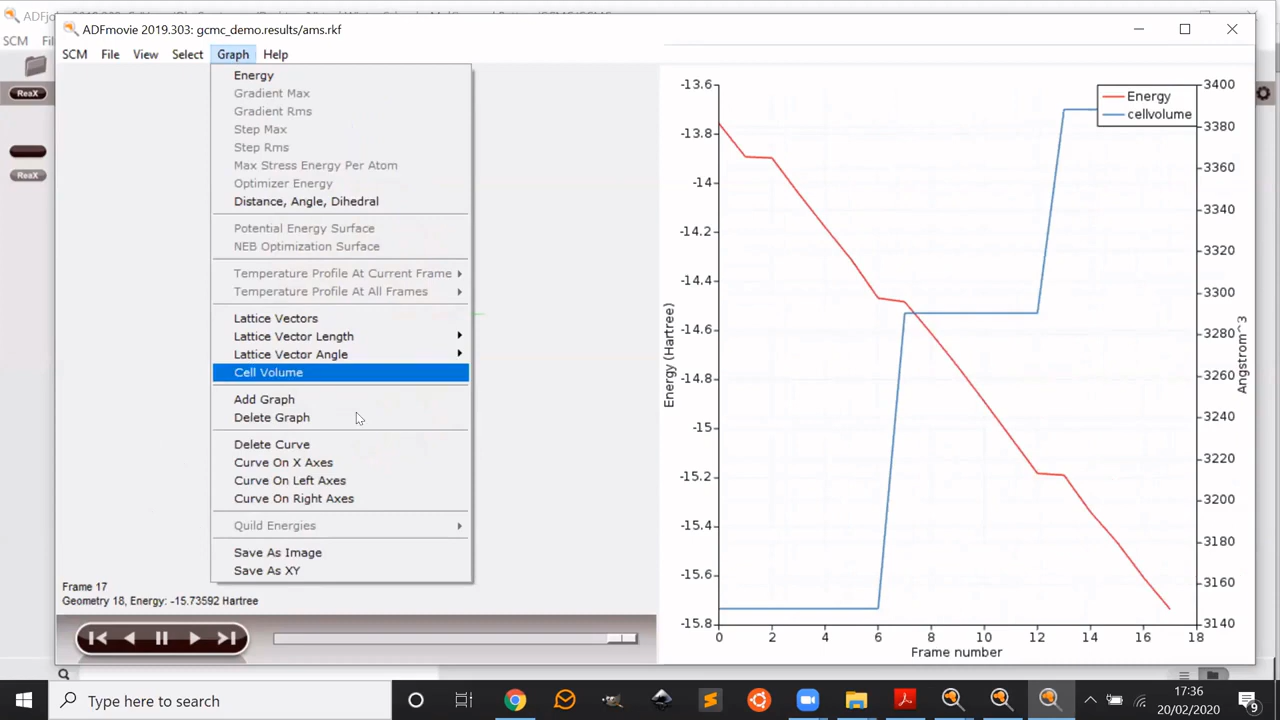 ADFmovie 2019.303: gcmc_demo.results/ams.rkf
SCM
File
View
Select
Graph
Help
SCM
ReaX
ReaX
Energy
Gradient Max
Gradient Rms
Step Max
Step Rms
Max Stress Energy Per Atom
Optimizer Energy
Distance, Angle, Dihedral
Potential Energy Surface
NEB Optimization Surface
Temperature Profile At Current Frame
Temperature Profile At All Frames
Lattice Vectors
Lattice Vector Length
Lattice Vector Angle
Cell Volume
Add Graph
Delete Graph
Delete Curve
Curve On X Axes
Curve On Left Axes
Curve On Right Axes
Quild Energies
Save As Image
Save As XY
Frame 17
Geometry 18, Energy: -15.73592 Hartree
Energy
cellvolume
Energy (Hartree)
-13.6
-13.8
-14
-14.2
-14.4
-14.6
-14.8
-15
-15.2
-15.4
-15.6
-15.8
0
2
4
6
8
10
12
14
16
18
Frame number
3400
3380
3360
3340
3320
3300
3280
3260
3240
3220
3200
3180
3160
3140
Angstrom^3
Type here to search
17:36
20/02/2020
9